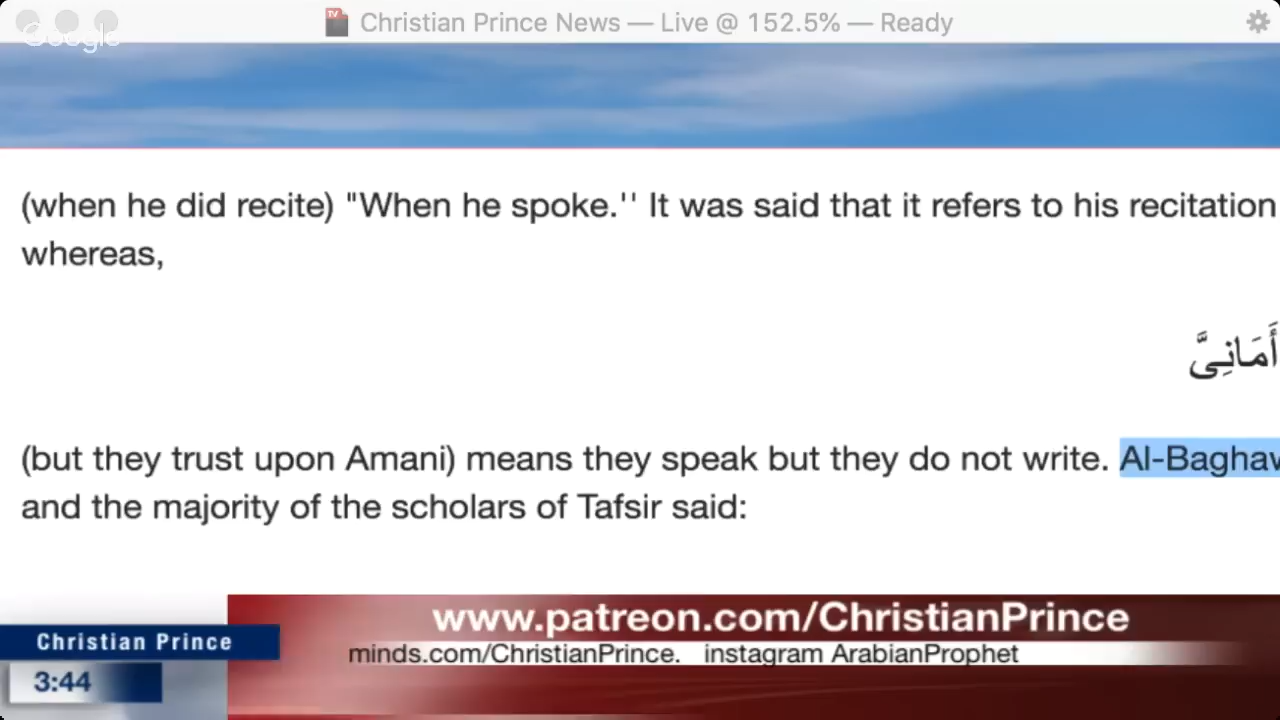 Christian Prince News — Live @ 152.5% — Ready
Google
(when he did recite) "When he spoke.'' It was said that it refers to his recitation
whereas,
أَمَانِىَّ
(but they trust upon Amani) means they speak but they do not write. Al-Baghav
and the majority of the scholars of Tafsir said:
www.patreon.com/ChristianPrince
Christian Prince
minds.com/ChristianPrince. instagram ArabianProphet
3:44